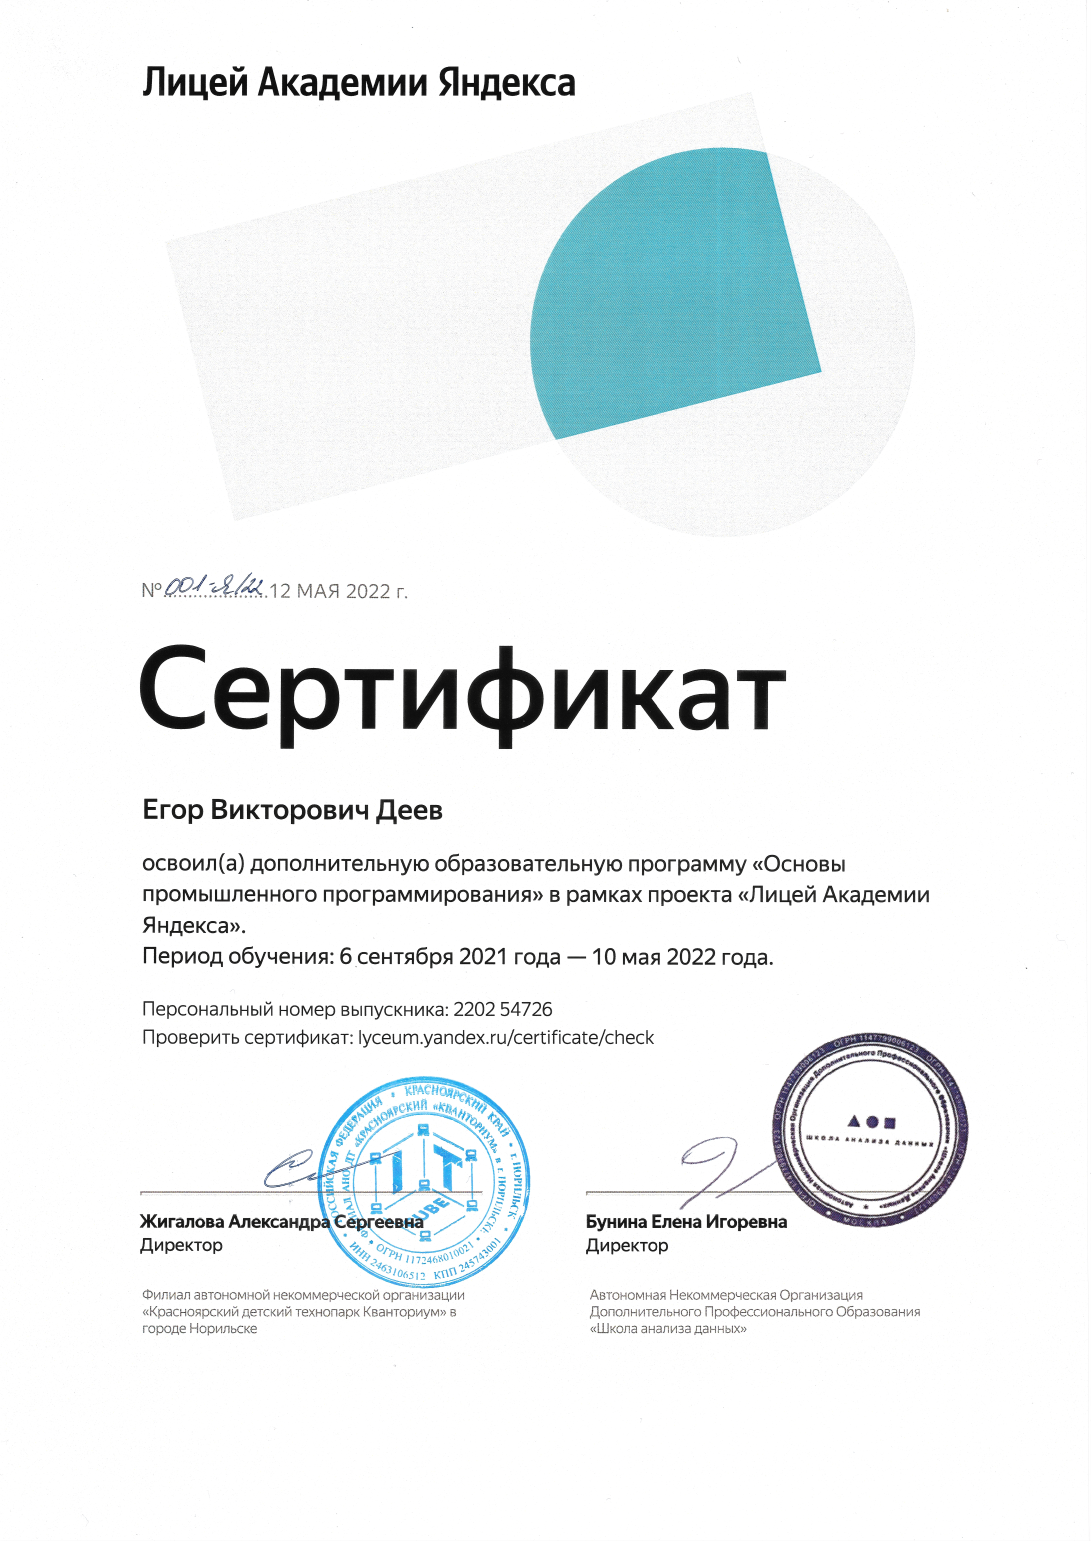 Лицей Академии Яндекса
№ 001-Я/22 12 МАЯ 2022 г.
Сертификат
Егор Викторович Деев
освоил(а) дополнительную образовательную программу «Основы
промышленного программирования» в рамках проекта «Лицей Академии
Яндекса».
Период обучения: 6 сентября 2021 года — 10 мая 2022 года.
Персональный номер выпускника: 2202 54726
Проверить сертификат: lyceum.yandex.ru/certificate/check
РОССИЙСКАЯ ФЕДЕРАЦИЯ * КРАСНОЯРСКИЙ КРАЙ * г. НОРИЛЬСК *
ИНН 2463106512 КПП 245743001
ФИЛИАЛ АНО ДТ «КРАСНОЯРСКИЙ «КВАНТОРИУМ» в г. НОРИЛЬСК
ОГРН 1172468010021
IT
КУБЕ
ОГРН 1147799006123
Автономная Некоммерческая Организация Дополнительного Профессионального Образования «Школа Анализа Данных»
ШКОЛА АНАЛИЗА ДАННЫХ
МОСКВА
Жигалова Александра Сергеевна
Директор
Филиал автономной некоммерческой организации
«Красноярский детский технопарк Кванториум» в
городе Норильске
Бунина Елена Игоревна
Директор
Автономная Некоммерческая Организация
Дополнительного Профессионального Образования
«Школа анализа данных»